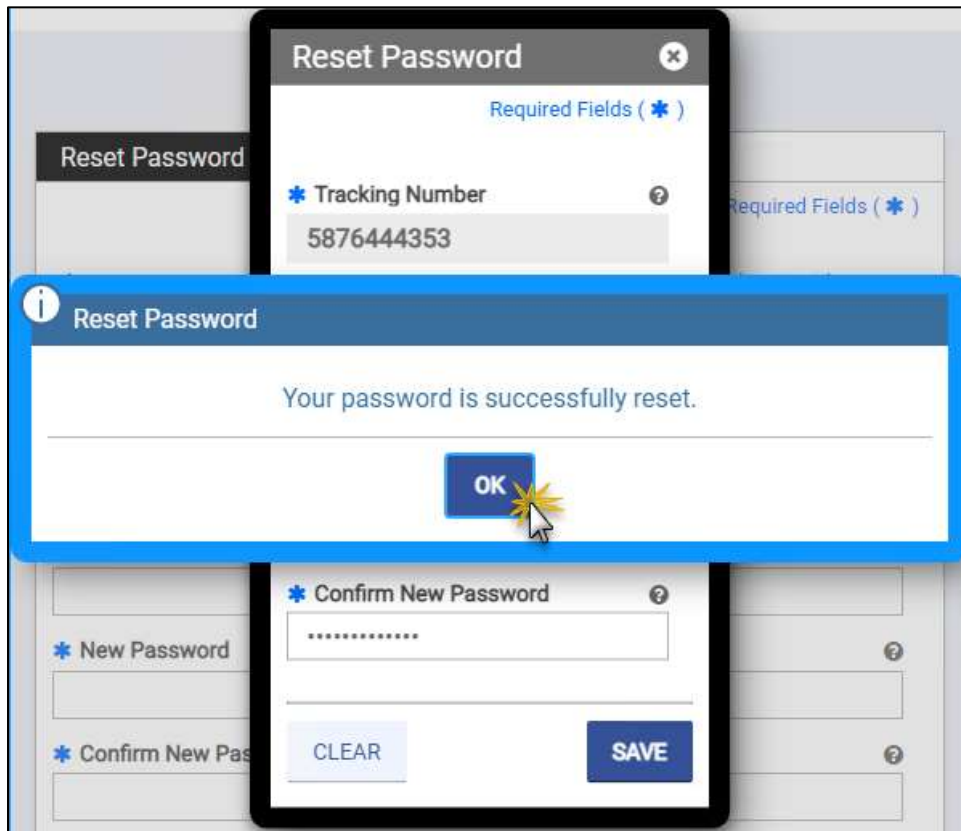 Reset Password
Required Fields ( * )
Reset Password
Required Fields ( * )
* Tracking Number
5876444353
Reset Password
Your password is successfully reset.
OK
* Confirm New Password
•••••••••••••
* New Password
* Confirm New Pas
CLEAR
SAVE